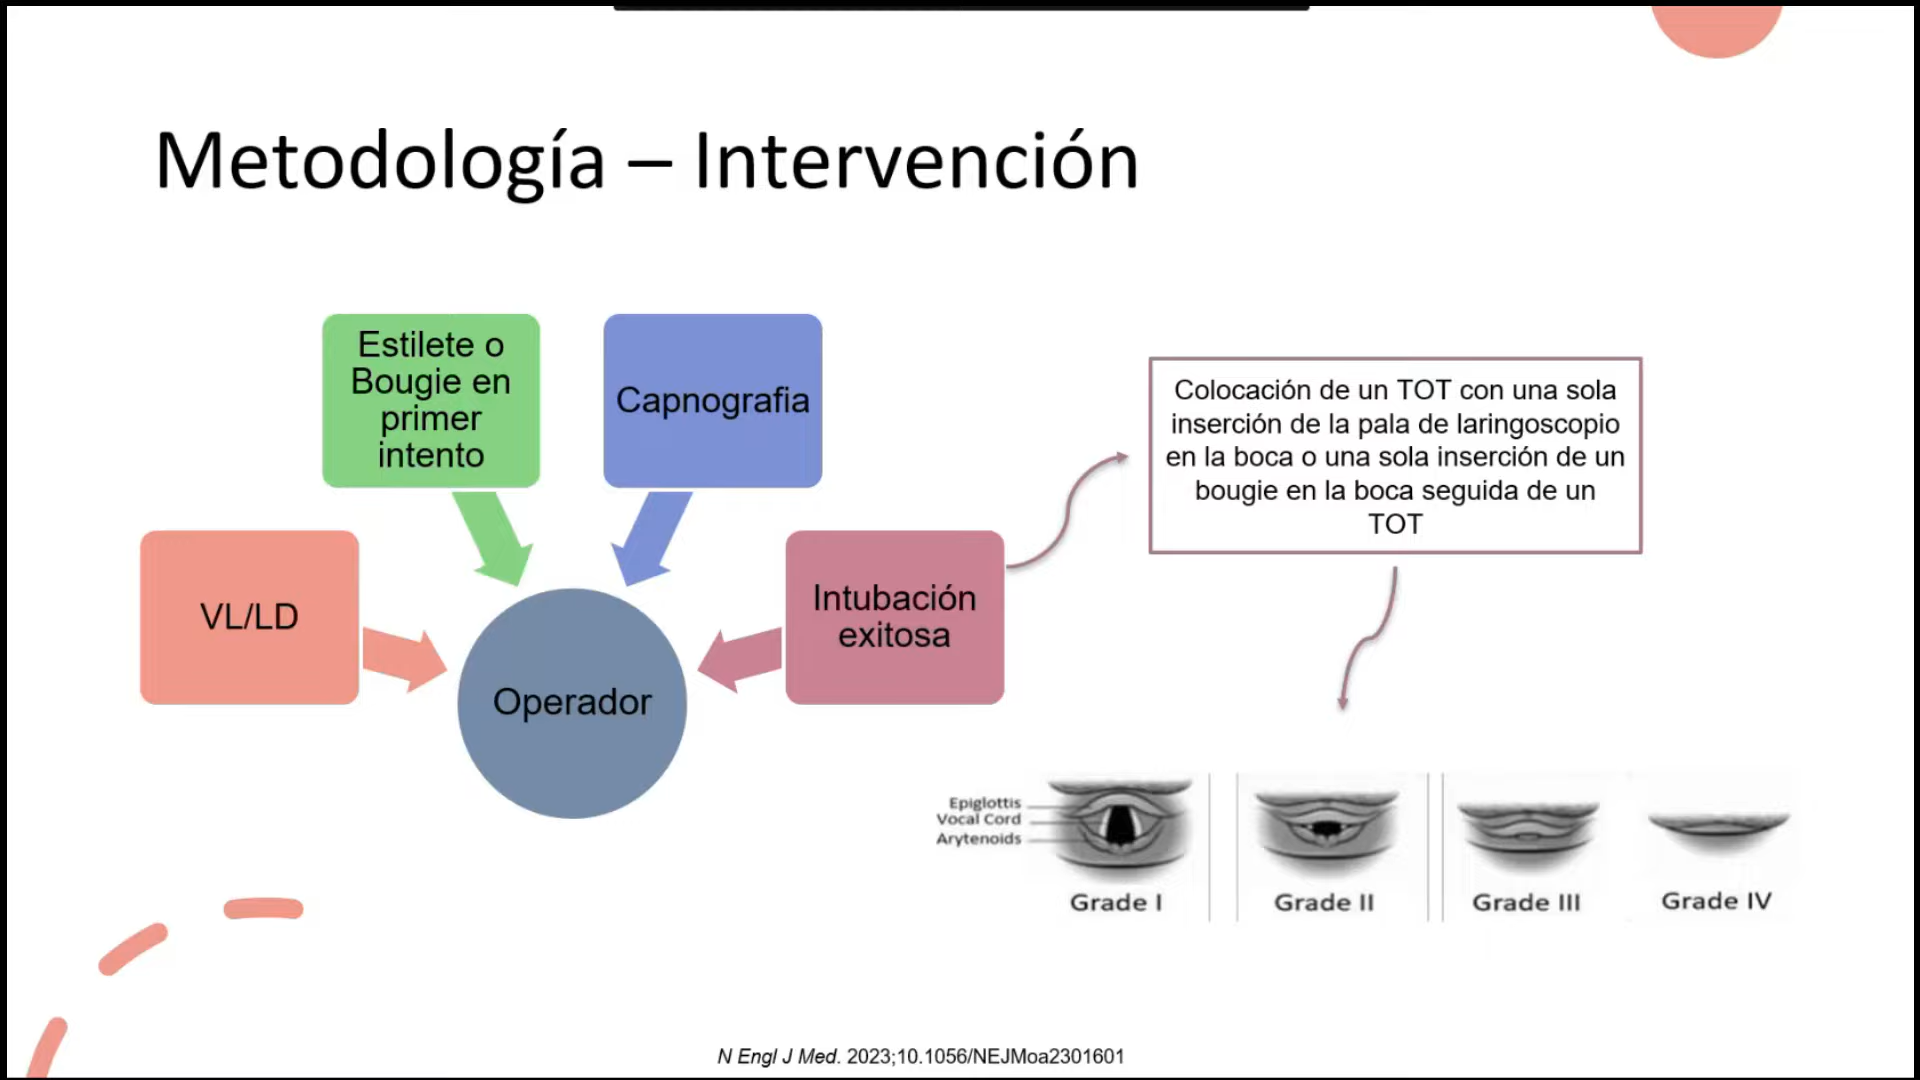 Metodología – Intervención
Estilete o
Bougie en
primer
intento
Capnografia
VL/LD
Intubación
exitosa
Operador
Colocación de un TOT con una sola
inserción de la pala de laringoscopio
en la boca o una sola inserción de un
bougie en la boca seguida de un
TOT
Epiglottis
Vocal Cord
Arytenoids
Grade I
Grade II
Grade III
Grade IV
N Engl J Med. 2023;10.1056/NEJMoa2301601